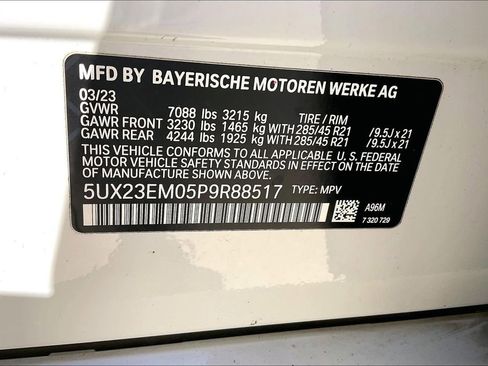 MFD BY BAYERISCHE MOTOREN WERKE AG
03/23
GVWR 7088 lbs 3215 kg TIRE / RIM
GAWR FRONT 3230 lbs 1465 kg WITH 285/45 R21 / 9.5J x 21
GAWR REAR 4244 lbs 1925 kg WITH 285/45 R21 / 9.5J x 21
THIS VEHICLE CONFORMS TO ALL APPLICABLE U. S. FEDERAL
MOTOR VEHICLE SAFETY STANDARDS IN EFFECT ON THE DATE
OF MANUFACTURE SHOWN ABOVE.
5UX23EM05P9R88517 TYPE: MPV
A96M
7 320 729